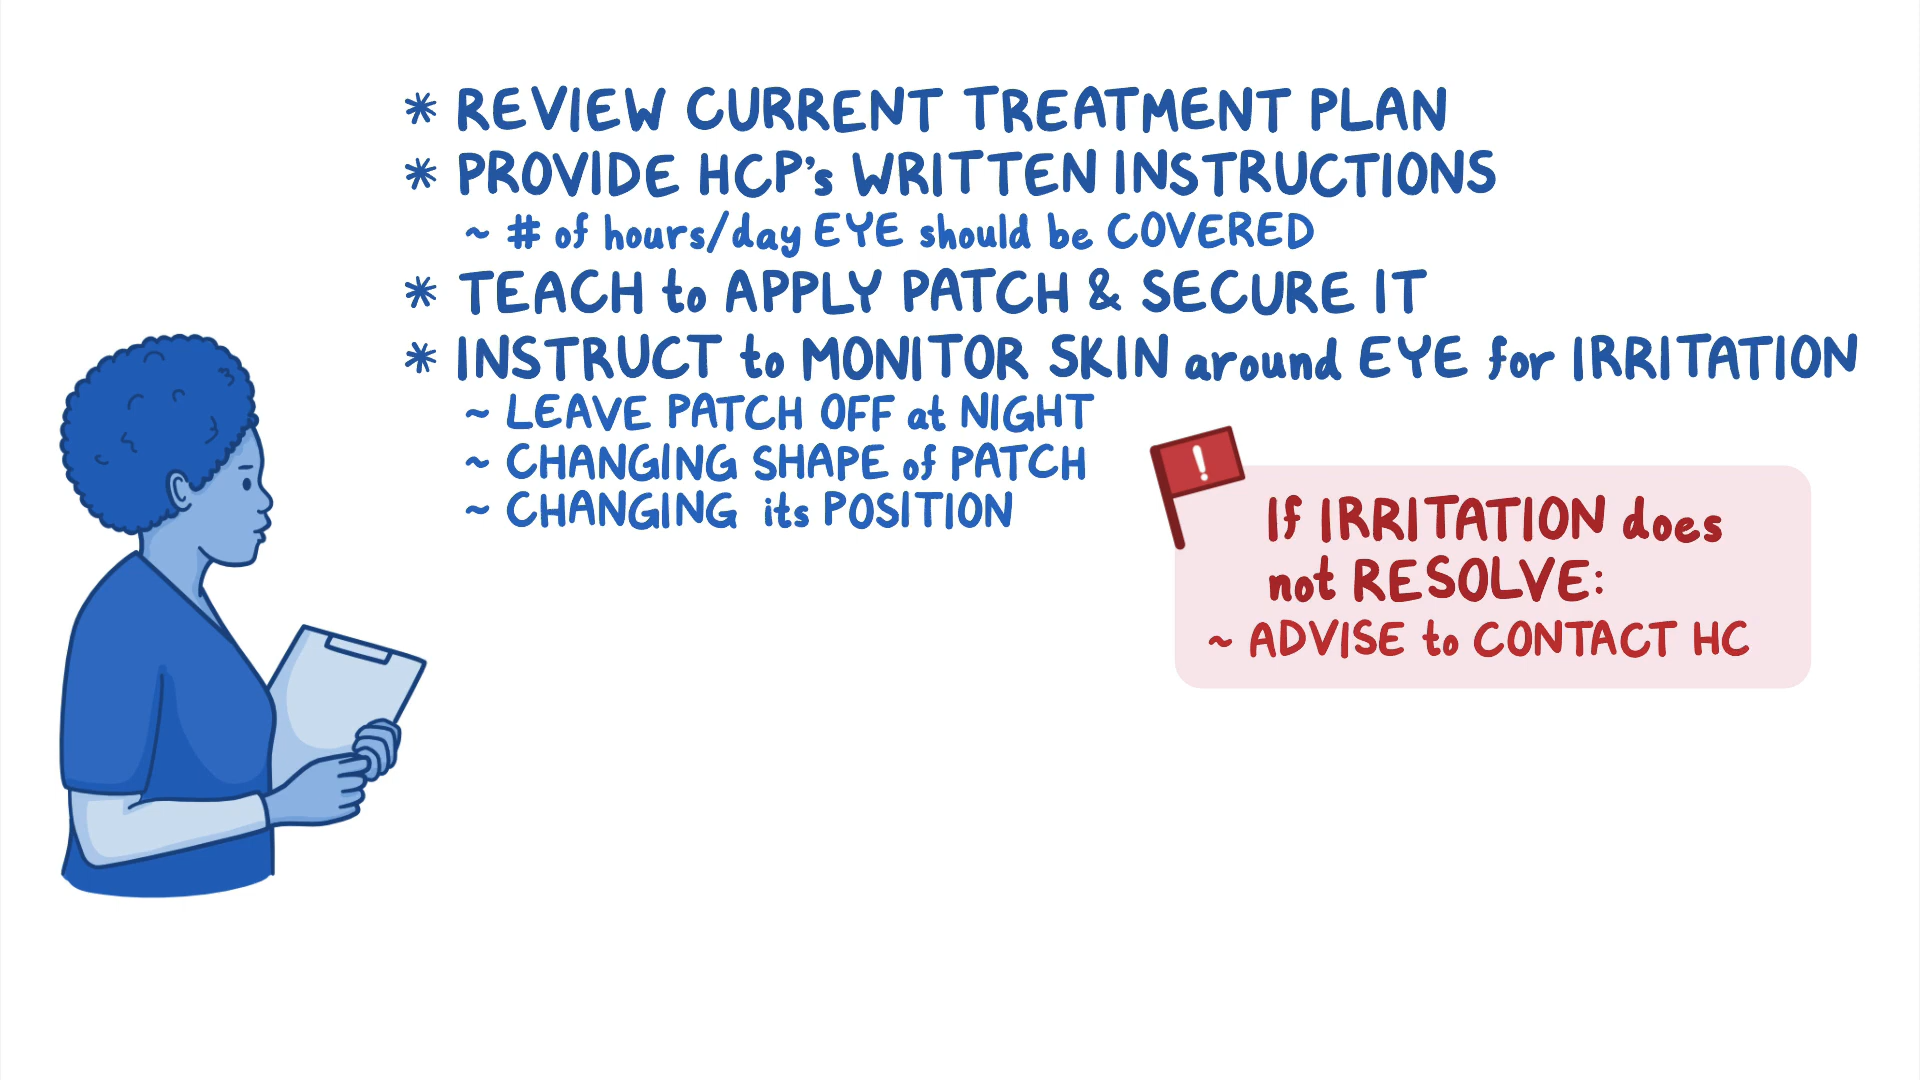 * REVIEW CURRENT TREATMENT PLAN
* PROVIDE HCP's WRITTEN INSTRUCTIONS
~ # of hours/day EYE should be COVERED
* TEACH to APPLY PATCH & SECURE IT
* INSTRUCT to MONITOR SKIN around EYE for IRRITATION
~ LEAVE PATCH OFF at NIGHT
~ CHANGING SHAPE of PATCH
~ CHANGING its POSITION
!
If IRRITATION does
not RESOLVE:
~ ADVISE to CONTACT HC